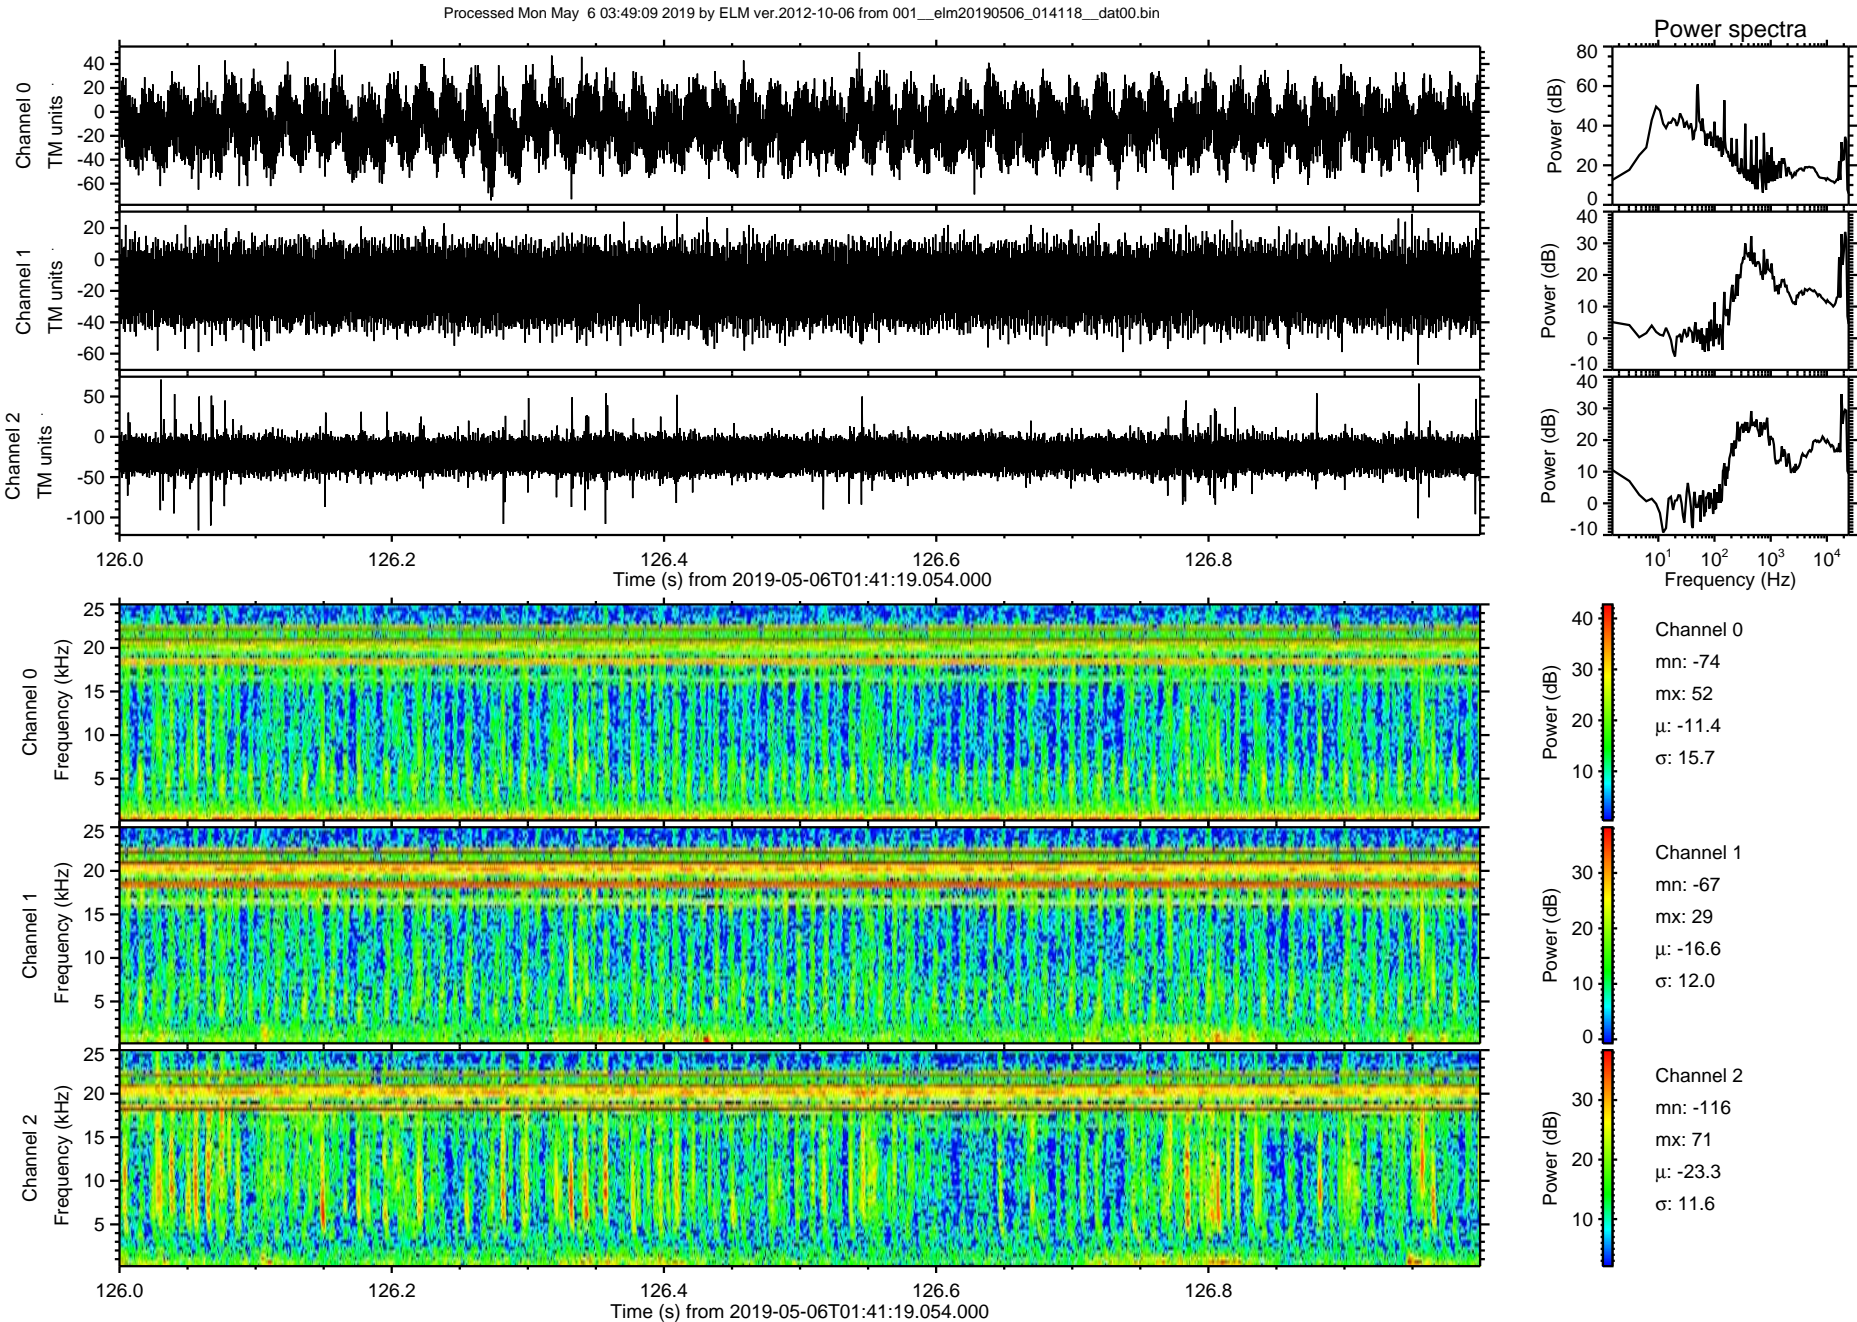 Processed Mon May  6 03:49:09 2019 by ELM ver.2012-10-06 from 001__elm20190506_014118__dat00.bin
Power spectra
Channel 0
TM units
40
20
0
-20
-40
-60
Power (dB)
80
60
40
20
0
Channel 1
TM units
20
0
-20
-40
-60
Power (dB)
40
30
20
10
0
-10
Channel 2
TM units
50
0
-50
-100
Power (dB)
40
30
20
10
0
-10
126.0 126.2 126.4 126.6 126.8
Time (s) from 2019-05-06T01:41:19.054.000
10¹ 10² 10³ 10⁴
Frequency (Hz)
Channel 0
Frequency (kHz)
25
20
15
10
5
Power (dB)
40
30
20
10
Channel 0
mn: -74
mx: 52
μ: -11.4
σ: 15.7
Channel 1
Frequency (kHz)
25
20
15
10
5
Power (dB)
30
20
10
0
Channel 1
mn: -67
mx: 29
μ: -16.6
σ: 12.0
Channel 2
Frequency (kHz)
25
20
15
10
5
Power (dB)
30
20
10
Channel 2
mn: -116
mx: 71
μ: -23.3
σ: 11.6
126.0 126.2 126.4 126.6 126.8
Time (s) from 2019-05-06T01:41:19.054.000